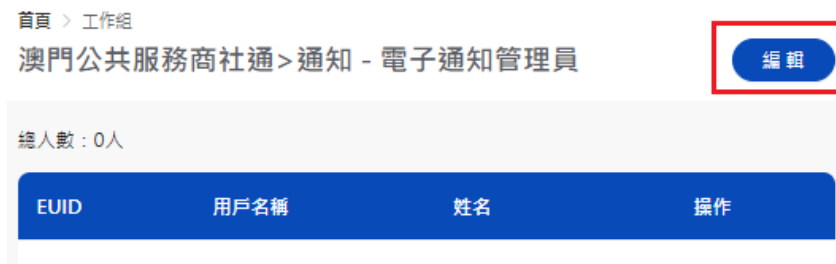 首頁 > 工作組
澳門公共服務商社通>通知 - 電子通知管理員
編輯
總人數：0人
EUID 用戶名稱 姓名 操作